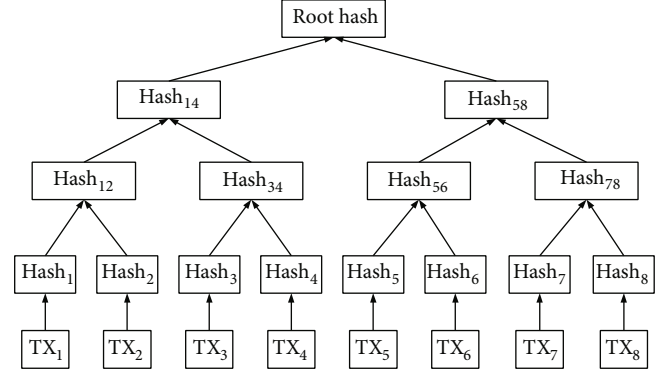 Root hash
Hash₁₄ Hash₅₈
Hash₁₂ Hash₃₄ Hash₅₆ Hash₇₈
Hash₁ Hash₂ Hash₃ Hash₄ Hash₅ Hash₆ Hash₇ Hash₈
TX₁ TX₂ TX₃ TX₄ TX₅ TX₆ TX₇ TX₈